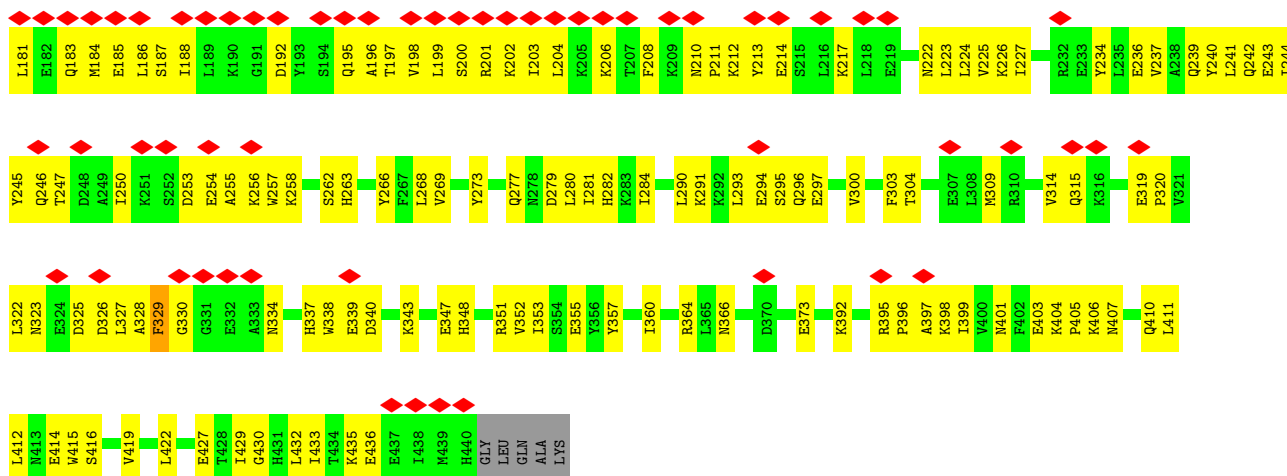 L181 E182 Q183 M184 E185 L186 S187 I188 L189 K190 G191 D192 Y193 S194 Q195 A196 T197 V198 L199 S200 R201 K202 I203 L204 K205 K206 T207 F208 K209 N210 P211 K212 Y213 E214 S215 L216 K217 L218 E219 N222 L223 L224 V225 K226 I227 R232 E233 Y234 L235 E236 V237 A238 Q239 Y240 L241 Q242 E243 I244
Y245 Q246 T247 D248 A249 I250 K251 S252 D253 E254 A255 K256 W257 K258 S262 H263 Y266 F267 L268 V269 Y273 Q277 N278 D279 L280 I281 H282 K283 I284 L290 K291 K292 L293 E294 S295 Q296 E297 V300 F303 T304 E307 L308 M309 R310 V314 Q315 K316 E319 P320 V321
L322 N323 E324 D325 D326 L327 A328 F329 G330 G331 E332 A333 N334 H337 W338 E339 D340 K343 E347 H348 R351 V352 I353 S354 E355 Y356 Y357 I360 R364 L365 N366 D370 E373 K392 R395 P396 A397 K398 I399 V400 N401 F402 E403 K404 P405 K406 N407 Q410 L411
L412 N413 E414 W415 S416 V419 L422 E427 T428 I429 G430 H431 L432 I433 T434 K435 E436 E437 I438 M439 H440 GLY LEU GLN ALA LYS